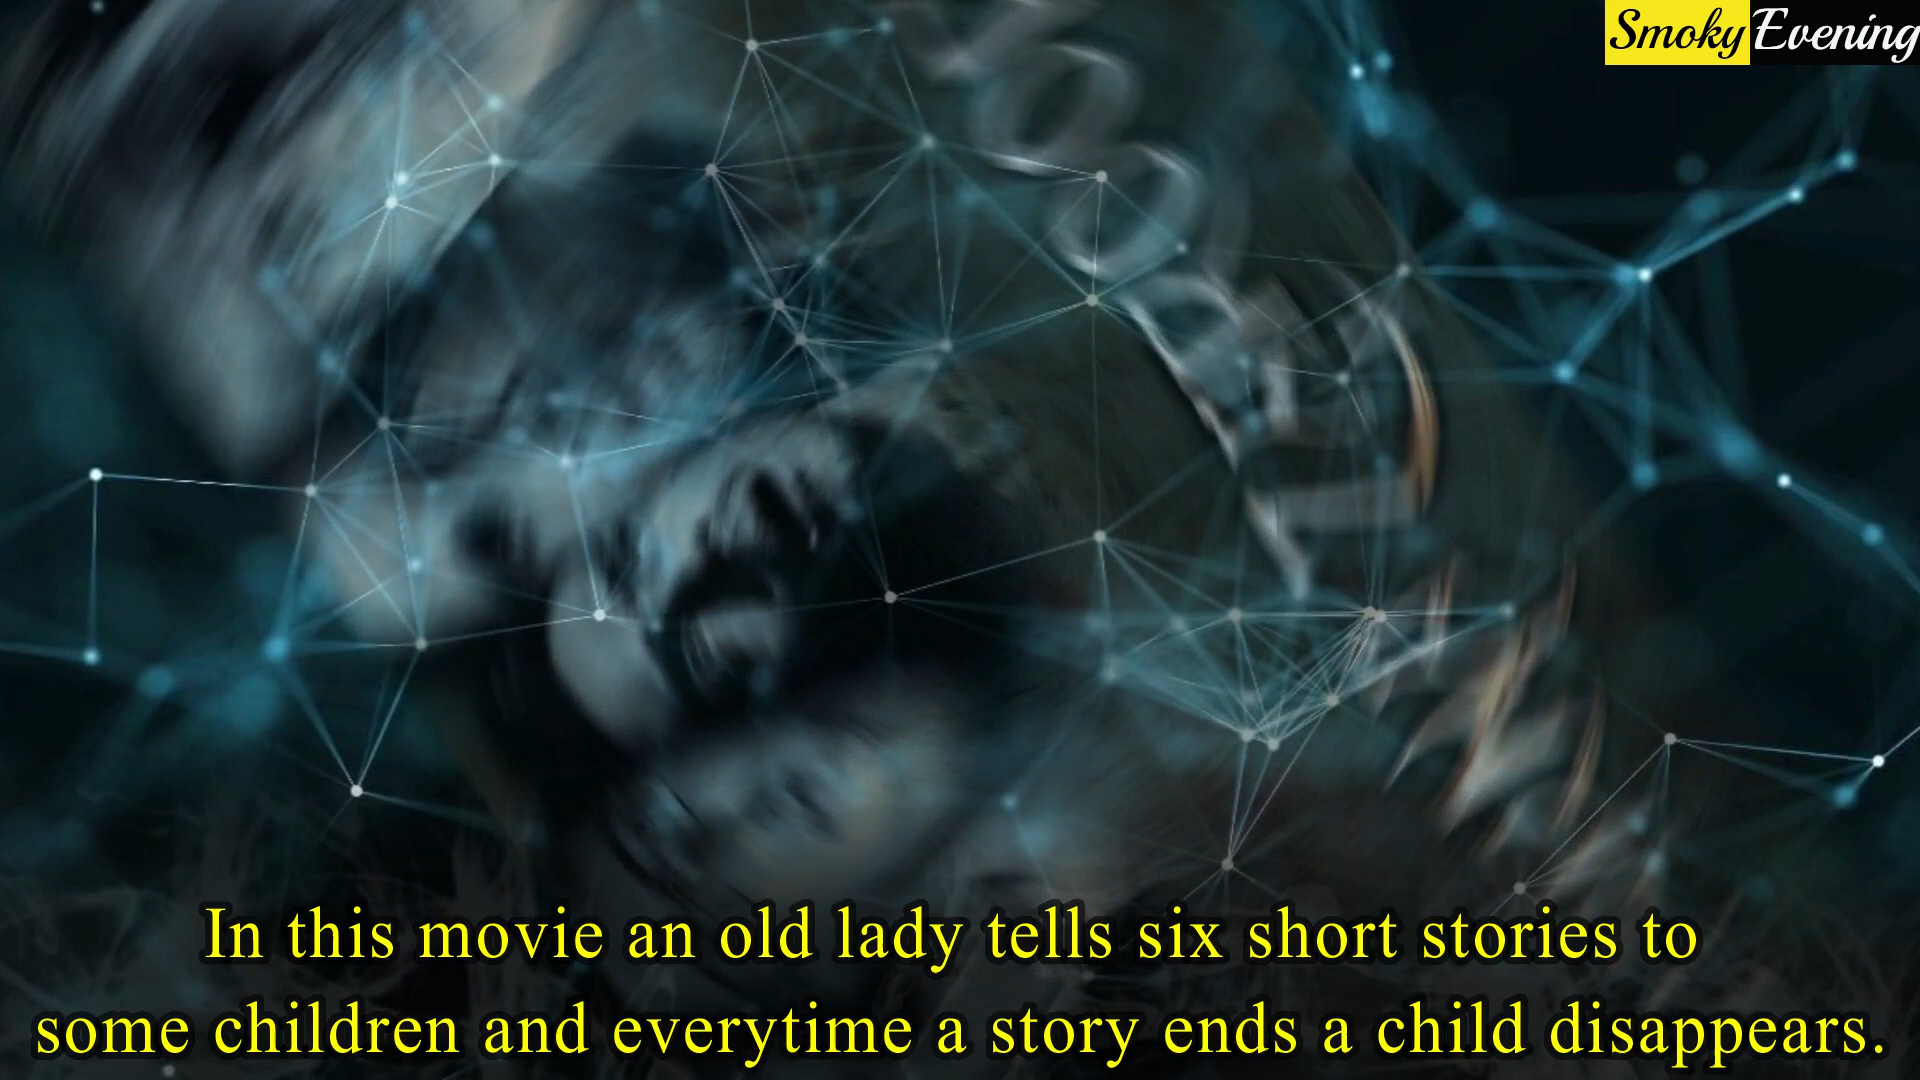 Smoky Evening
In this movie an old lady tells six short stories to
some children and everytime a story ends a child disappears.